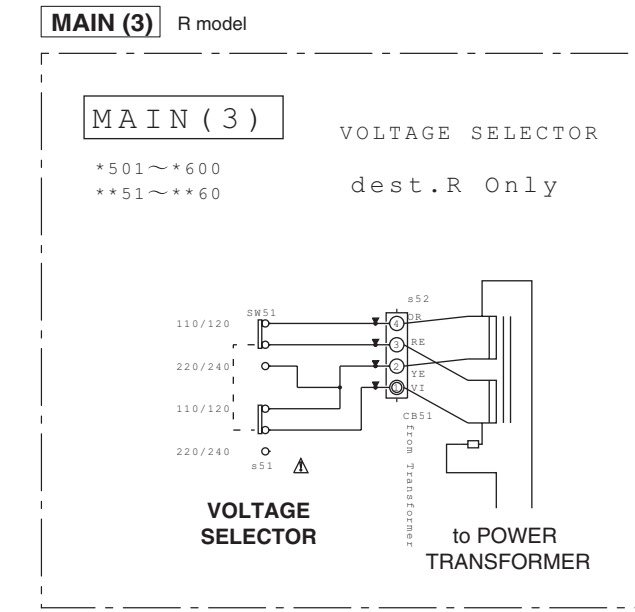 MAIN (3) R model
MAIN(3)
VOLTAGE SELECTOR
*501～*600
**51～**60
dest.R Only
s52
SW51
OR
110/120
4
3
RE
220/240
2
YE
1
VI
110/120
CB51
220/240
s51
from Transformer
VOLTAGE
SELECTOR
to POWER
TRANSFORMER